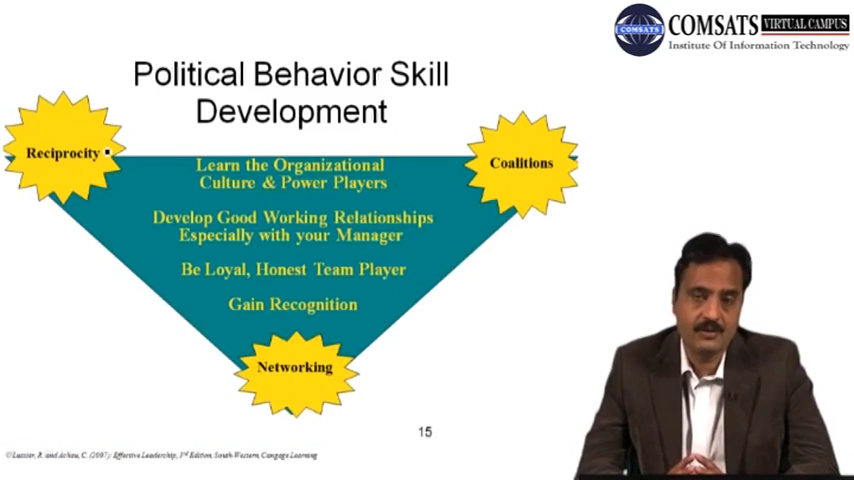 COMSATS VIRTUAL CAMPUS
COMSATS
Institute Of Information Technology
Political Behavior Skill
Development
Reciprocity
Coalitions
Learn the Organizational
Culture & Power Players
Develop Good Working Relationships
Especially with your Manager
Be Loyal, Honest Team Player
Gain Recognition
Networking
15
© Lussier, R. and Achua, C. (2007): Effective Leadership, 3rd Edition, South-Western, Cengage Learning